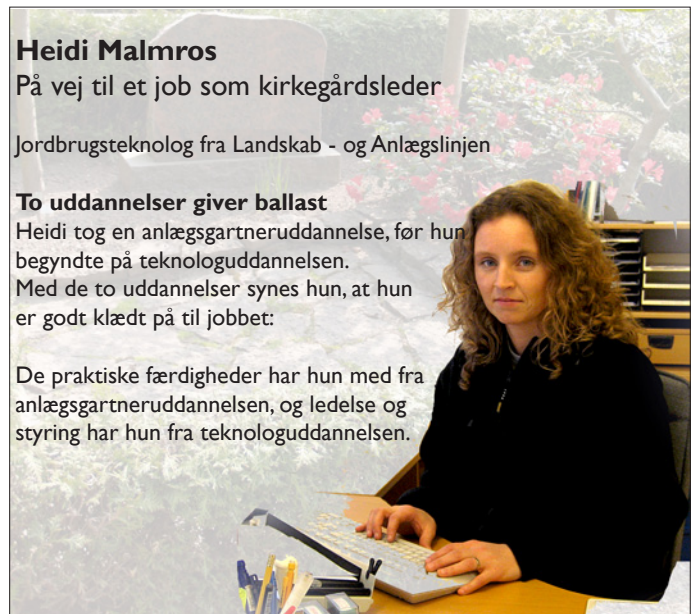 Heidi Malmros
På vej til et job som kirkegårdsleder
Jordbrugsteknolog fra Landskab - og Anlægslinjen
To uddannelser giver ballast
Heidi tog en anlægsgartneruddannelse, før hun
begyndte på teknologuddannelsen.
Med de to uddannelser synes hun, at hun
er godt klædt på til jobbet:
De praktiske færdigheder har hun med fra
anlægsgartneruddannelsen, og ledelse og
styring har hun fra teknologuddannelsen.